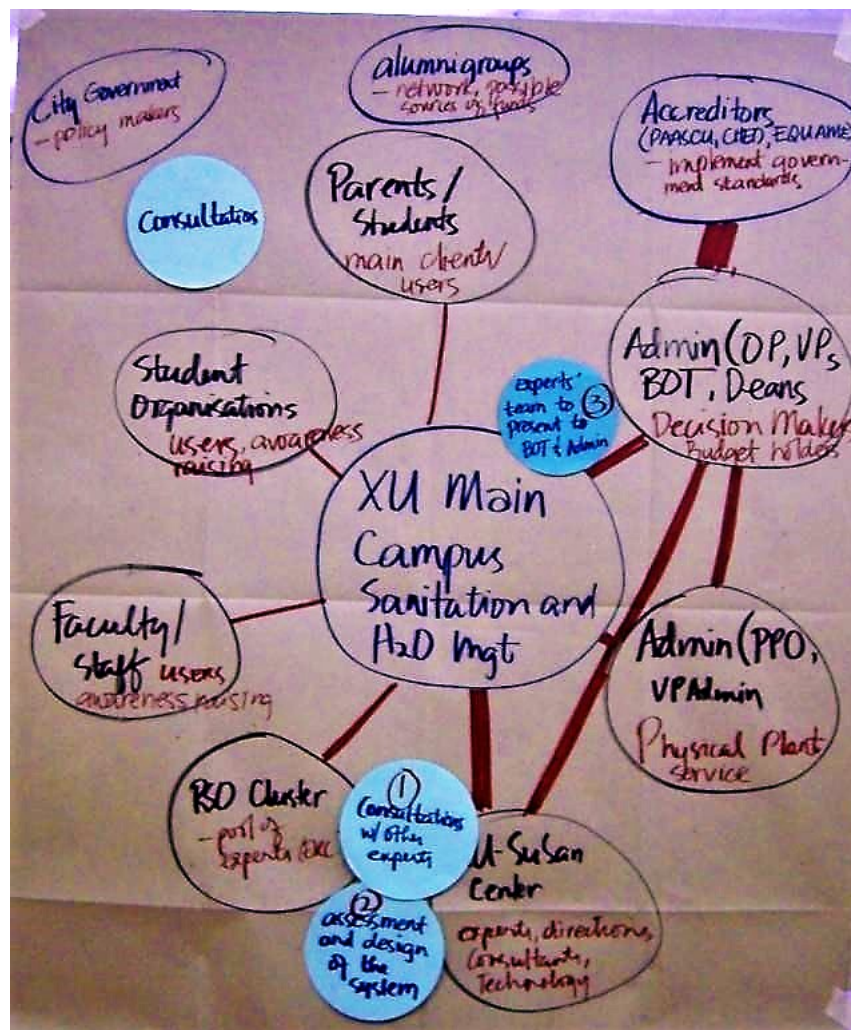 City Government
- policy makers
alumni groups
- network, possible
sources of funds
Accreditors
(PAASCU, CHED, EQUAME)
- implement govern-
ment standards
Consultations
Parents/
Students
main clients/
users
Student
Organisations
users, awareness
raising
experts'
team to ③
present to
BOT & Admin
Admin (OP, VPs
BOT, Deans
Decision Makers
Budget holders
XU Main
Campus
Sanitation and
H2O Mgt
Faculty/
Staff users
awareness raising
Admin (PPO,
VP Admin
Physical Plant
service
RSO Cluster
- pool of
experts
①
Consultations
w/ other
experts
②
assessment
and design
of the
system
SuSan
Center
experts, directions,
Consultants,
Technology